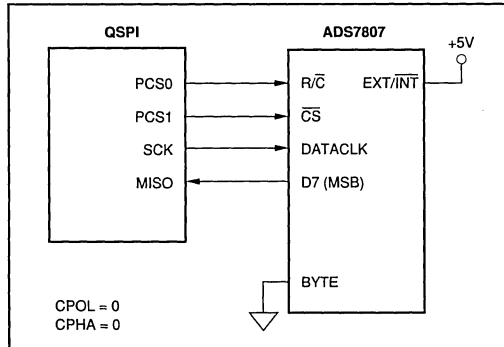 QSPI
ADS7807
+5V
PCS0
R/C̅
EXT/I̅N̅T̅
PCS1
C̅S̅
SCK
DATACLK
MISO
D7 (MSB)
BYTE
CPOL = 0
CPHA = 0